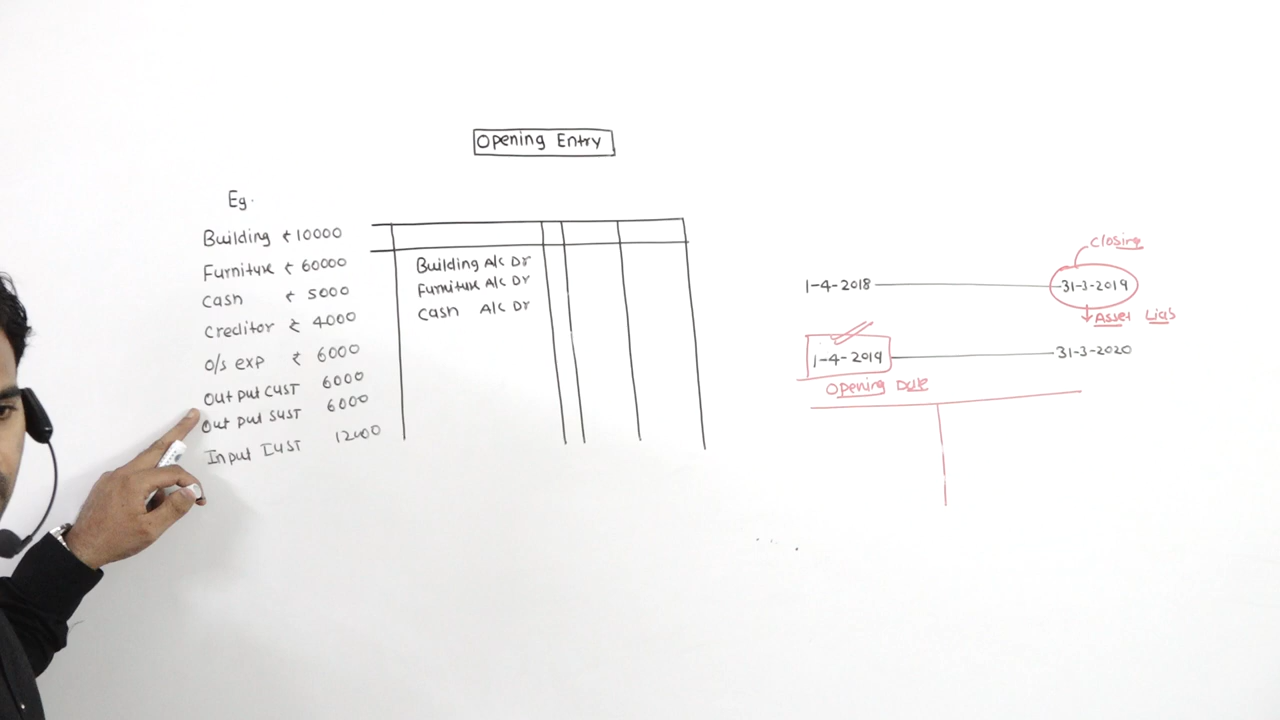 Opening Entry
Eg.
Building ₹ 10000
Furniture ₹ 60000
Cash ₹ 5000
Creditor ₹ 4000
o/s exp ₹ 6000
Out put CGST 6000
Out put SGST 6000
Input IGST 12000
Building A/c Dr
Furniture A/c Dr
Cash A/c Dr
Closing
1-4-2018 31-3-2019
Asset Liab
1-4-2019 31-3-2020
Opening Date